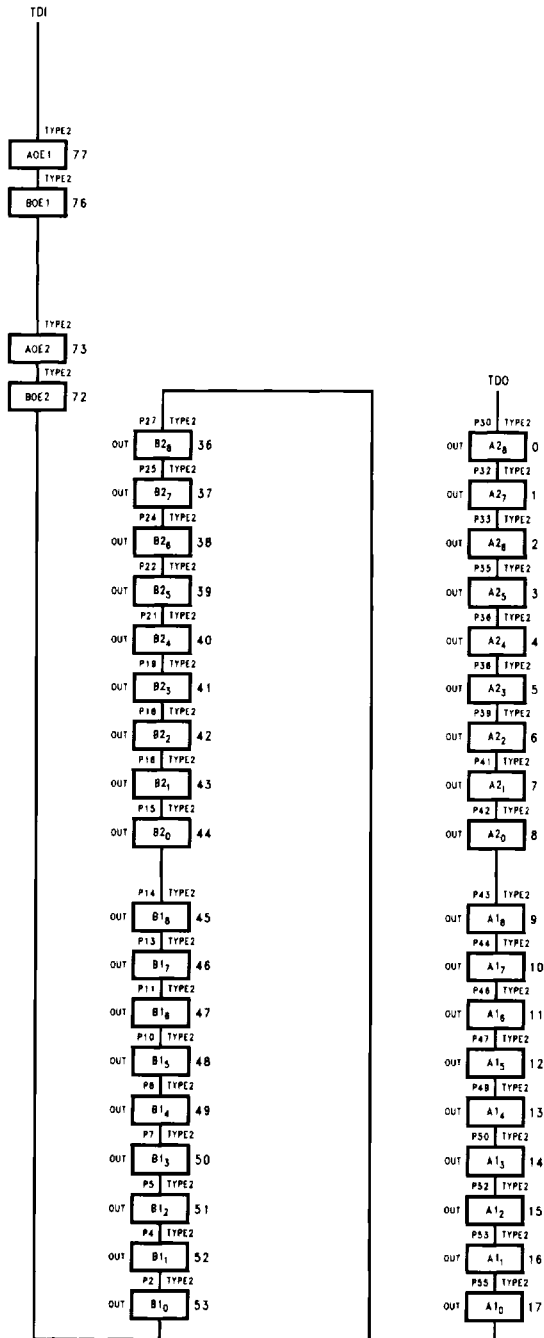 TDI
TYPE2
AOE1 77
TYPE2
BOE1 76
TYPE2
AOE2 73
TYPE2
BOE2 72
P27 TYPE2
OUT B2₈ 36
P25 TYPE2
OUT B2₇ 37
P24 TYPE2
OUT B2₆ 38
P22 TYPE2
OUT B2₅ 39
P21 TYPE2
OUT B2₄ 40
P19 TYPE2
OUT B2₃ 41
TYPE2
OUT B2₂ 42
P16 TYPE2
OUT B2₁ 43
P15 TYPE2
OUT B2₀ 44
P14 TYPE2
OUT B1₈ 45
P13 TYPE2
OUT B1₇ 46
P11 TYPE2
OUT B1₆ 47
P10 TYPE2
OUT B1₅ 48
P8 TYPE2
OUT B1₄ 49
P7 TYPE2
OUT B1₃ 50
P5 TYPE2
OUT B1₂ 51
P4 TYPE2
OUT B1₁ 52
P2 TYPE2
OUT B1₀ 53
TDO
P30 TYPE2
OUT A2₈ 0
P32 TYPE2
OUT A2₇ 1
P33 TYPE2
OUT A2₆ 2
P35 TYPE2
OUT A2₅ 3
P36 TYPE2
OUT A2₄ 4
P38 TYPE2
OUT A2₃ 5
P39 TYPE2
OUT A2₂ 6
P41 TYPE2
OUT A2₁ 7
P42 TYPE2
OUT A2₀ 8
P43 TYPE2
OUT A1₈ 9
P44 TYPE2
OUT A1₇ 10
P46 TYPE2
OUT A1₆ 11
P47 TYPE2
OUT A1₅ 12
P49 TYPE2
OUT A1₄ 13
P50 TYPE2
OUT A1₃ 14
P52 TYPE2
OUT A1₂ 15
P53 TYPE2
OUT A1₁ 16
P55 TYPE2
OUT A1₀ 17